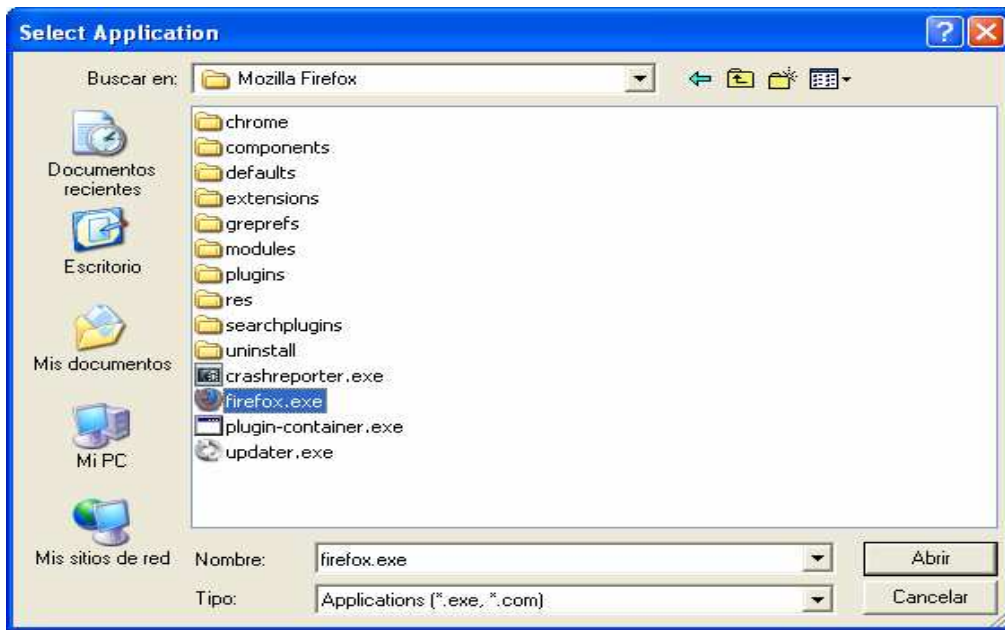 Select Application
Buscar en: Mozilla Firefox
Documentos recientes
Escritorio
Mis documentos
Mi PC
Mis sitios de red
chrome
components
defaults
extensions
greprefs
modules
plugins
res
searchplugins
uninstall
crashreporter.exe
firefox.exe
plugin-container.exe
updater.exe
Nombre: firefox.exe
Abrir
Tipo: Applications (*.exe, *.com)
Cancelar